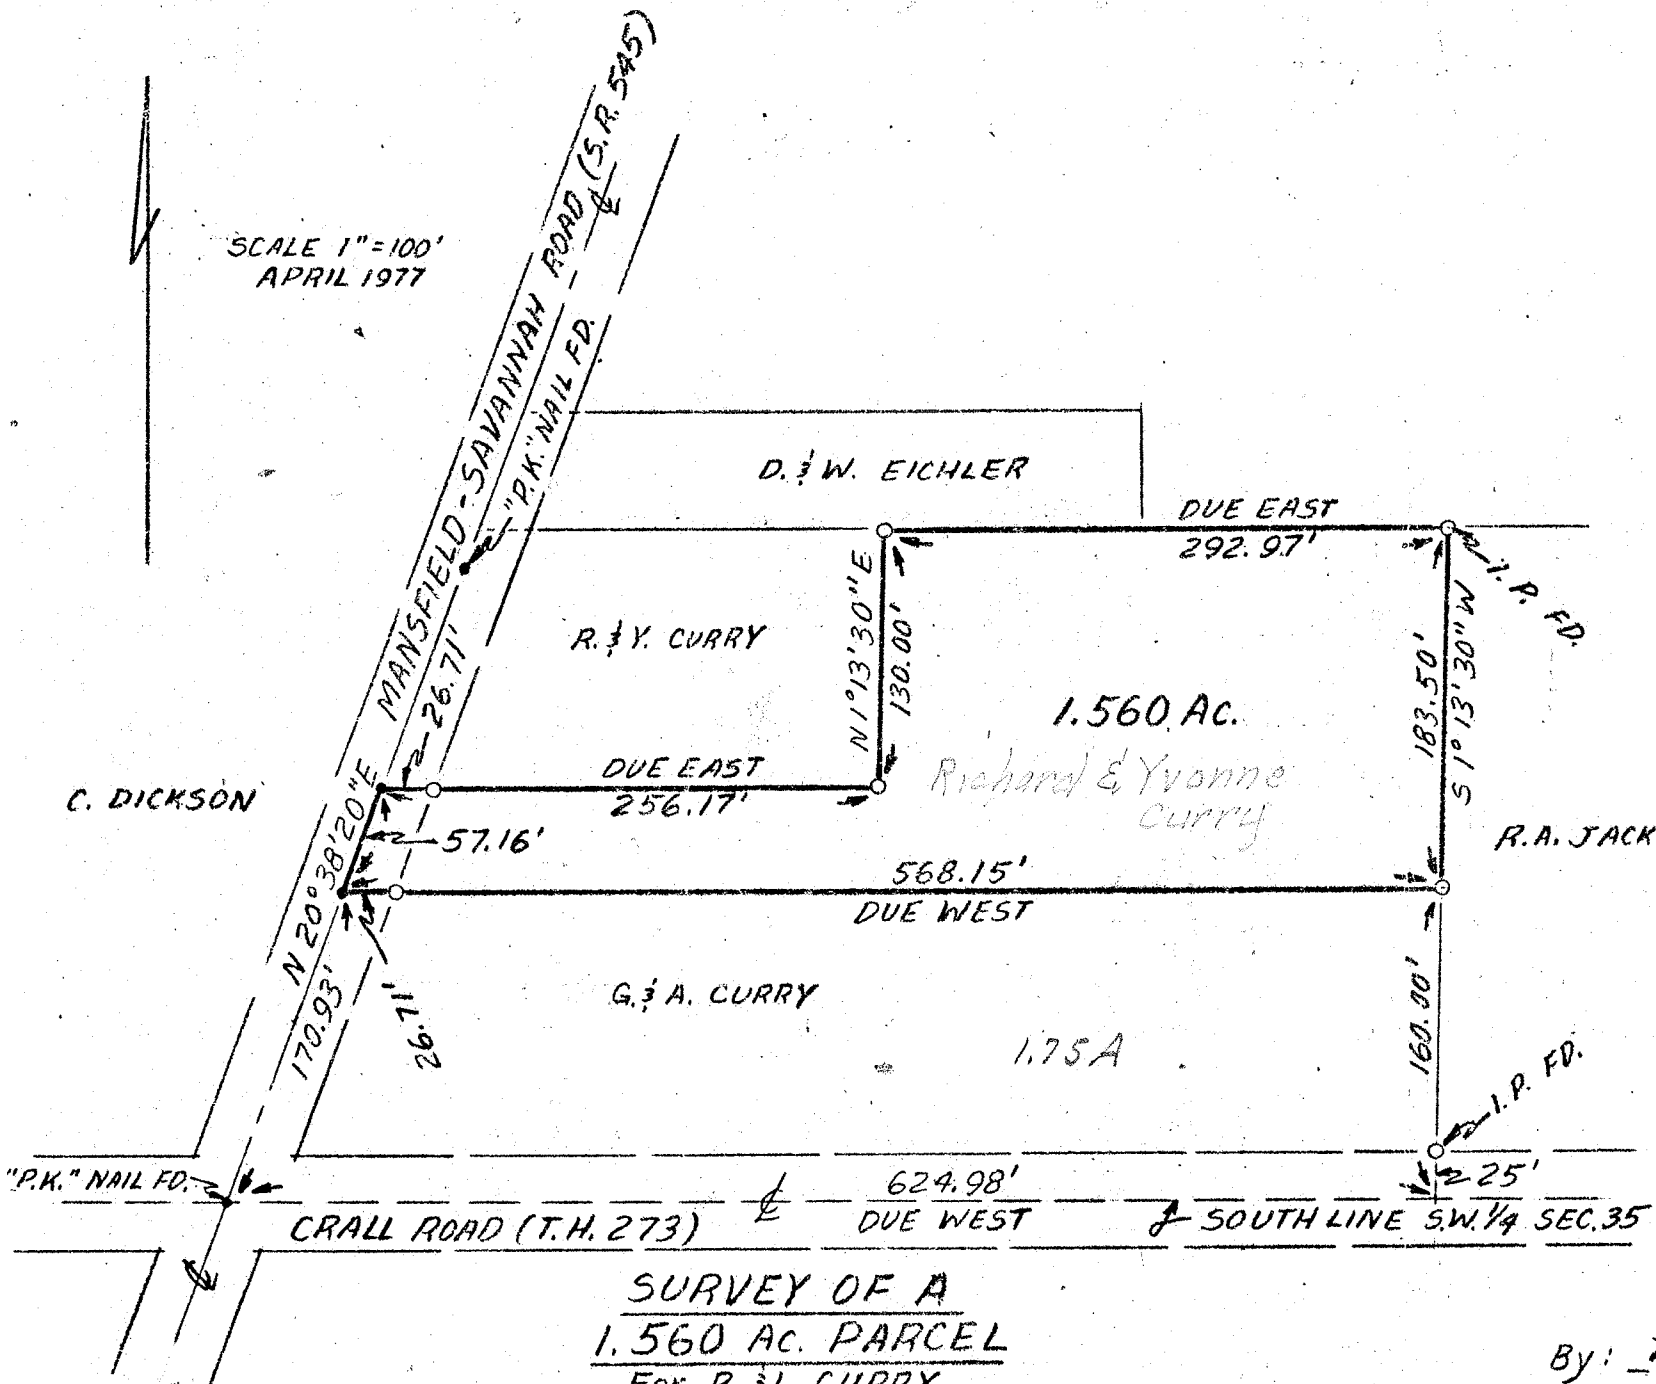 MANSFIELD-SAVANNAH ROAD (S.R. 545)
SCALE 1"=100'
APRIL 1977
"P.K." NAIL FD.
D. & W. EICHLER
DUE EAST
292.97'
I. P. FD.
R. & Y. CURRY
N 1° 13' 30" E
130.00'
183.50'
S 1° 13' 30" W
26.71'
1.560 Ac.
Richard & Yvonne
Curry
DUE EAST
256.17'
C. DICKSON
N 20° 38' 20" E
57.16'
R.A. JACK
568.15'
DUE WEST
170.93'
26.71'
G. & A. CURRY
160.00'
1.75 A
I. P. FD.
"P.K." NAIL FD.
624.98'
25'
CRALL ROAD (T.H. 273)
DUE WEST
SOUTH LINE S.W. 1/4 SEC. 35
SURVEY OF A
1.560 Ac. PARCEL
CURRY
By: